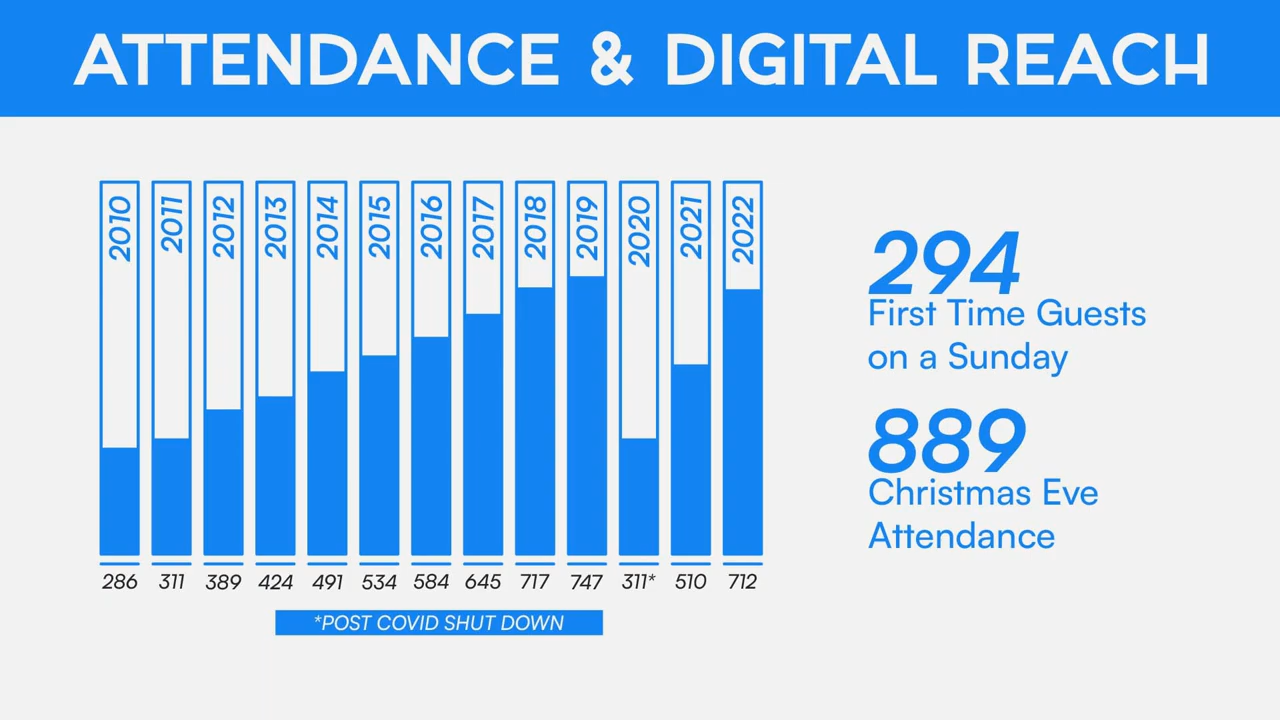 ATTENDANCE & DIGITAL REACH
2010 2011 2012 2013 2014 2015 2016 2017 2018 2019 2020 2021 2022
286 311 389 424 491 534 584 645 717 747 311* 510 712
*POST COVID SHUT DOWN
294
First Time Guests
on a Sunday
889
Christmas Eve
Attendance